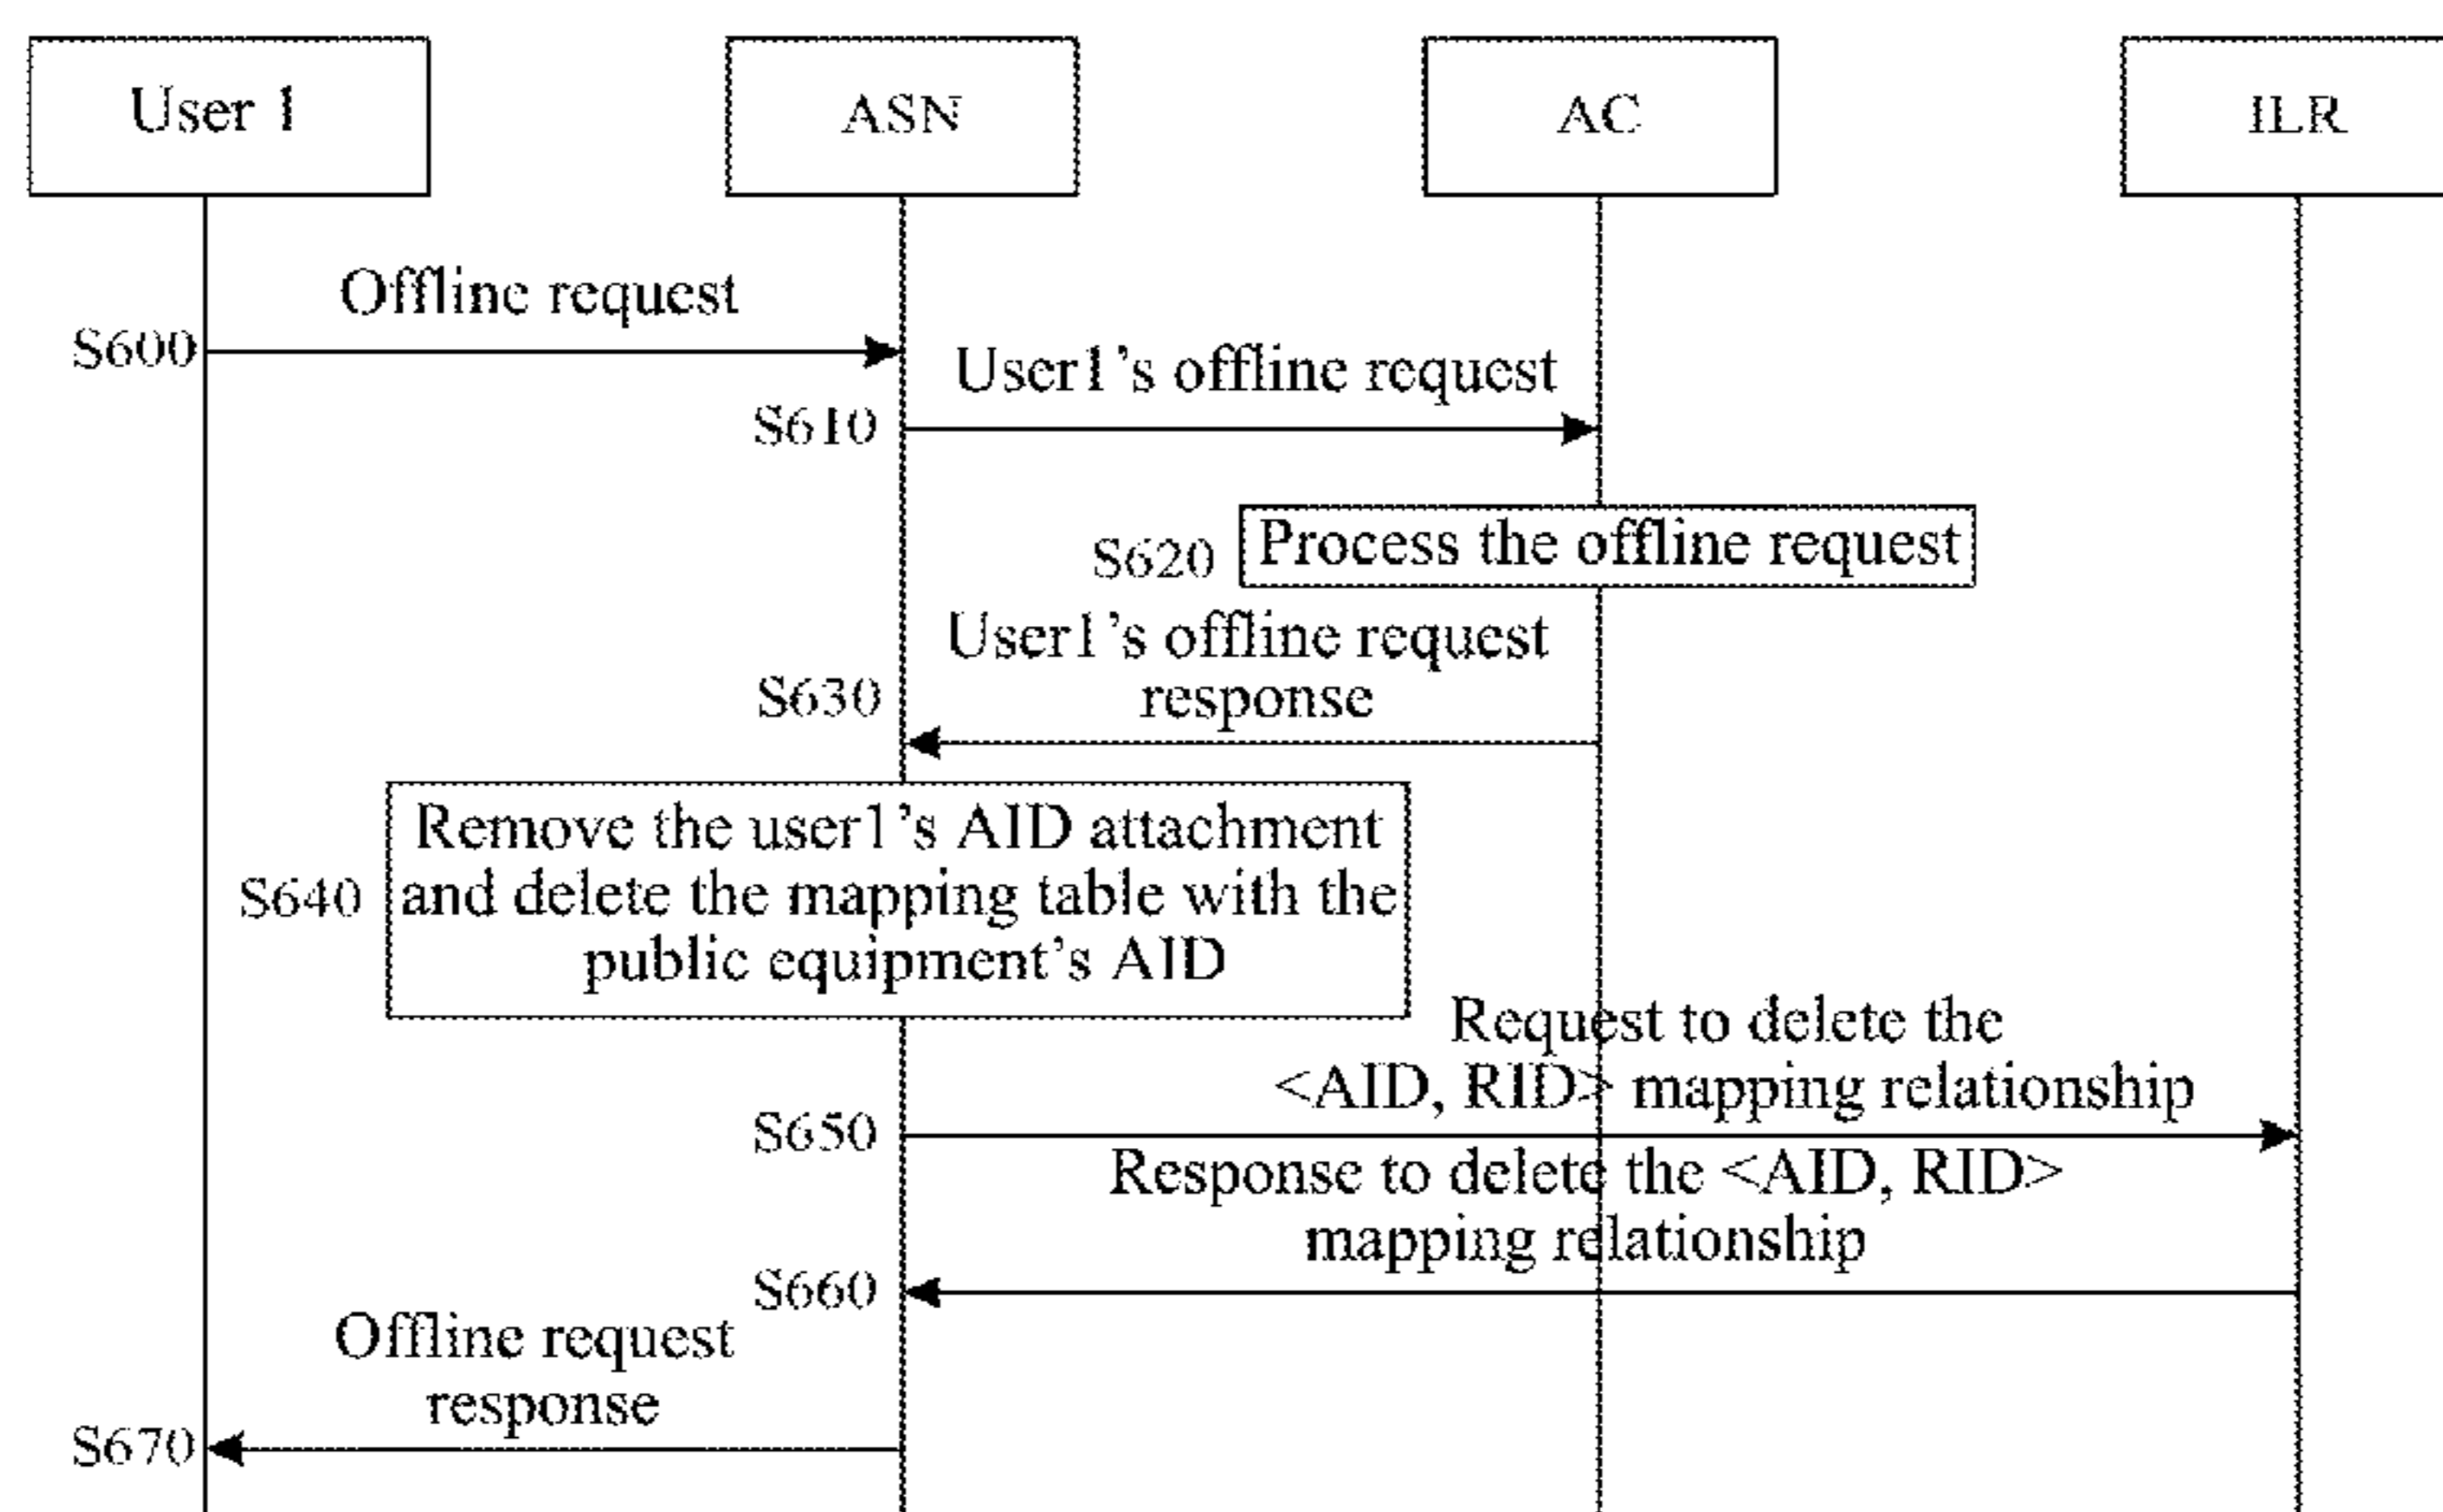 User 1
ASN
AC
ILR
Offline request
S600
User1's offline request
S610
S620
Process the offline request
User1's offline request
response
S630
Remove the user1's AID attachment
and delete the mapping table with the
public equipment's AID
S640
Request to delete the
<AID, RID> mapping relationship
S650
Response to delete the <AID, RID>
mapping relationship
S660
Offline request
response
S670